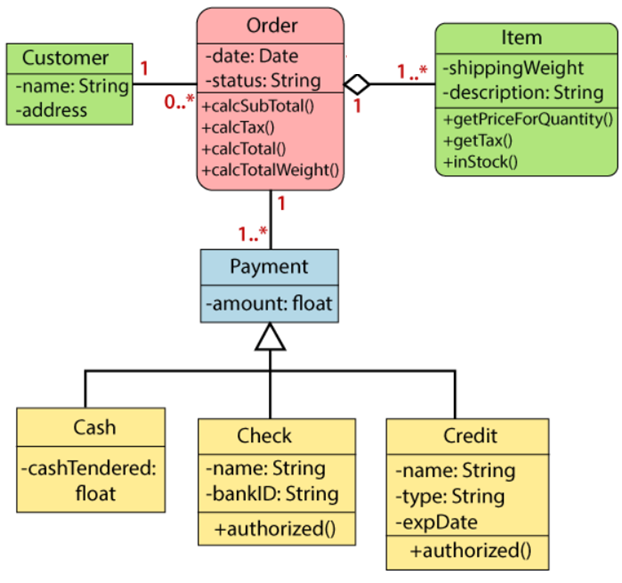 Customer
-name: String
-address
1
0..*
Order
-date: Date
-status: String
+calcSubTotal()
+calcTax()
+calcTotal()
+calcTotalWeight()
1
1..*
Item
-shippingWeight
-description: String
+getPriceForQuantity()
+getTax()
+inStock()
1
1..*
Payment
-amount: float
Cash
-cashTendered:
float
Check
-name: String
-bankID: String
+authorized()
Credit
-name: String
-type: String
-expDate
+authorized()